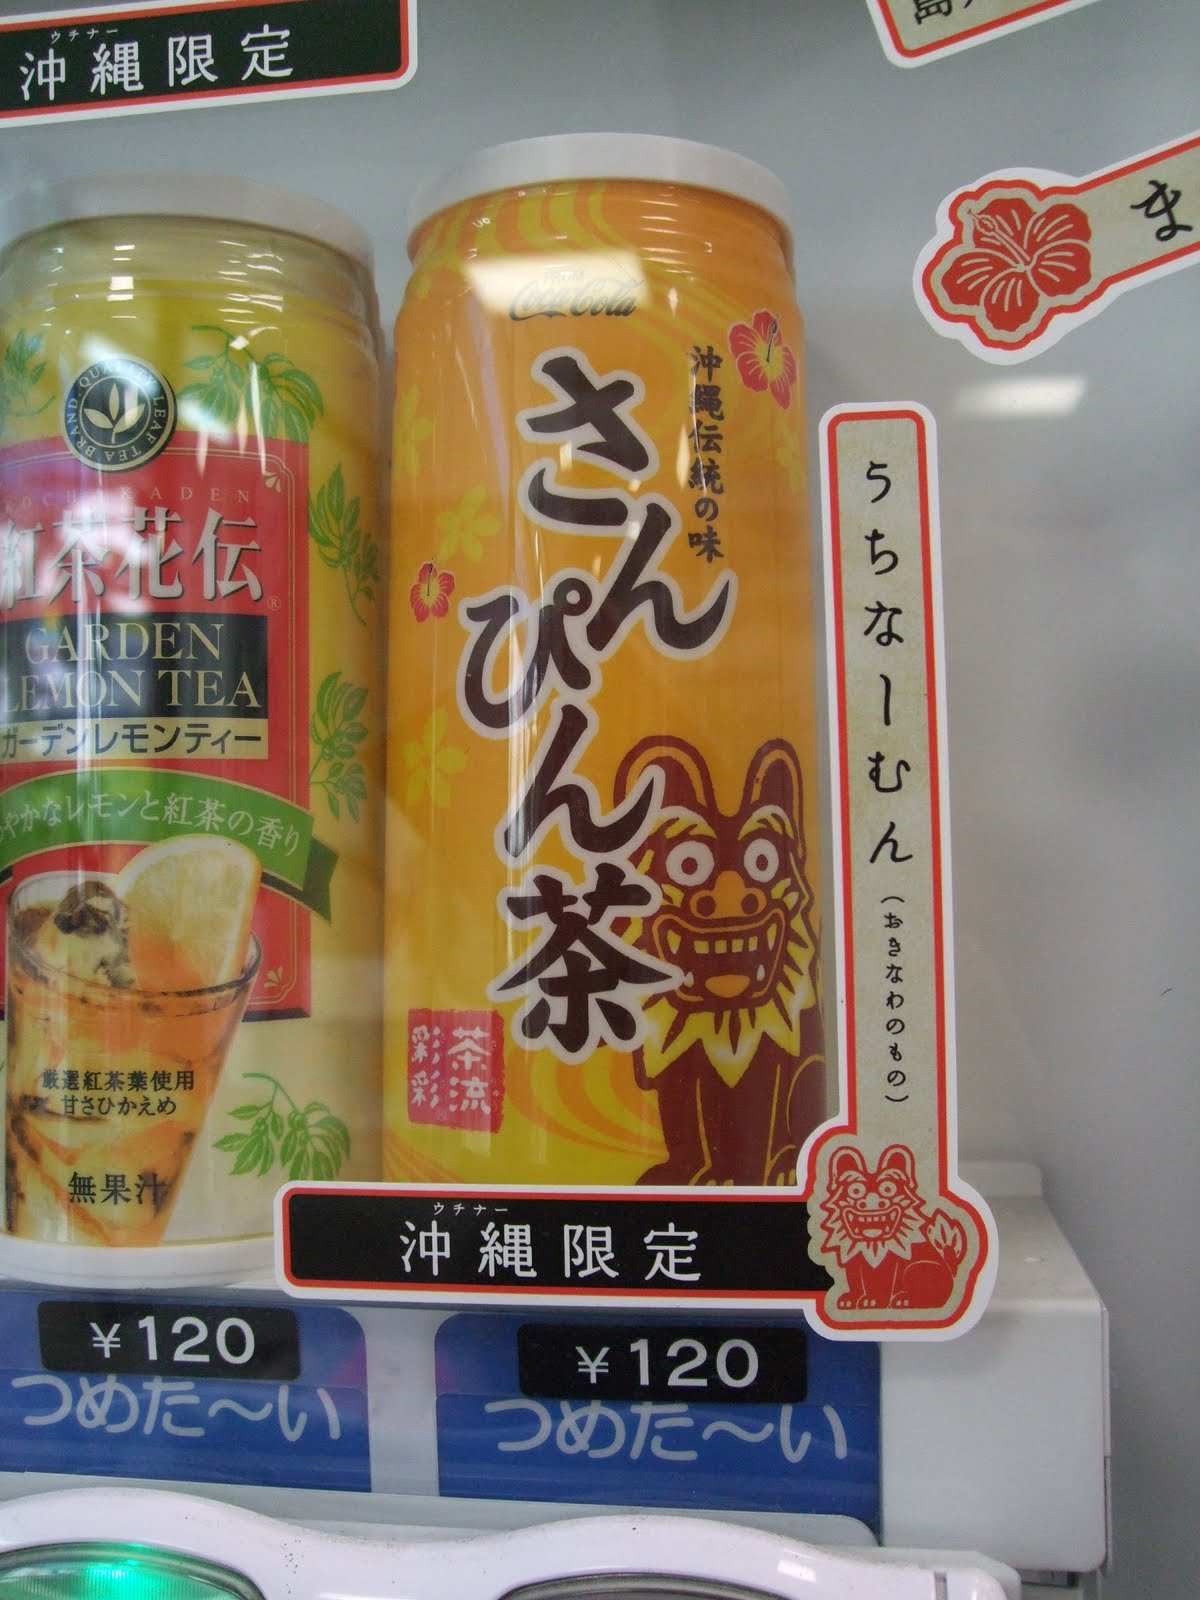 ウチナー
沖縄限定
ま
QUALITY LEAF TEA BRAND
KOCHAKADEN
紅茶花伝
®
GARDEN
LEMON TEA
ガーデンレモンティー
やかなレモンと紅茶の香り
厳選紅茶葉使用
甘さひかえめ
無果汁
FROM
Coca-Cola
沖縄伝統の味
さんぴん茶
茶流
彩彩
うちなーむん
(おきなわのもの)
ウチナー
沖縄限定
¥120
つめた〜い
¥120
つめた〜い